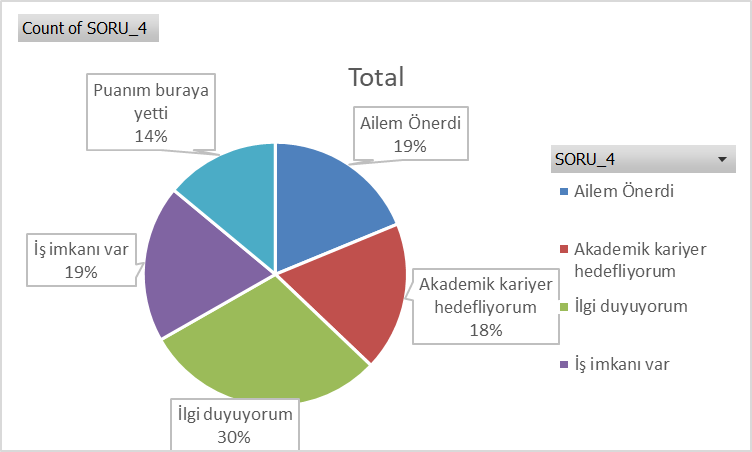 Count of SORU_4
Total
Puanım buraya
yetti
14%
Ailem Önerdi
19%
İş imkanı var
19%
Akademik kariyer
hedefliyorum
18%
İlgi duyuyorum
30%
SORU_4
Ailem Önerdi
Akademik kariyer
hedefliyorum
İlgi duyuyorum
İş imkanı var